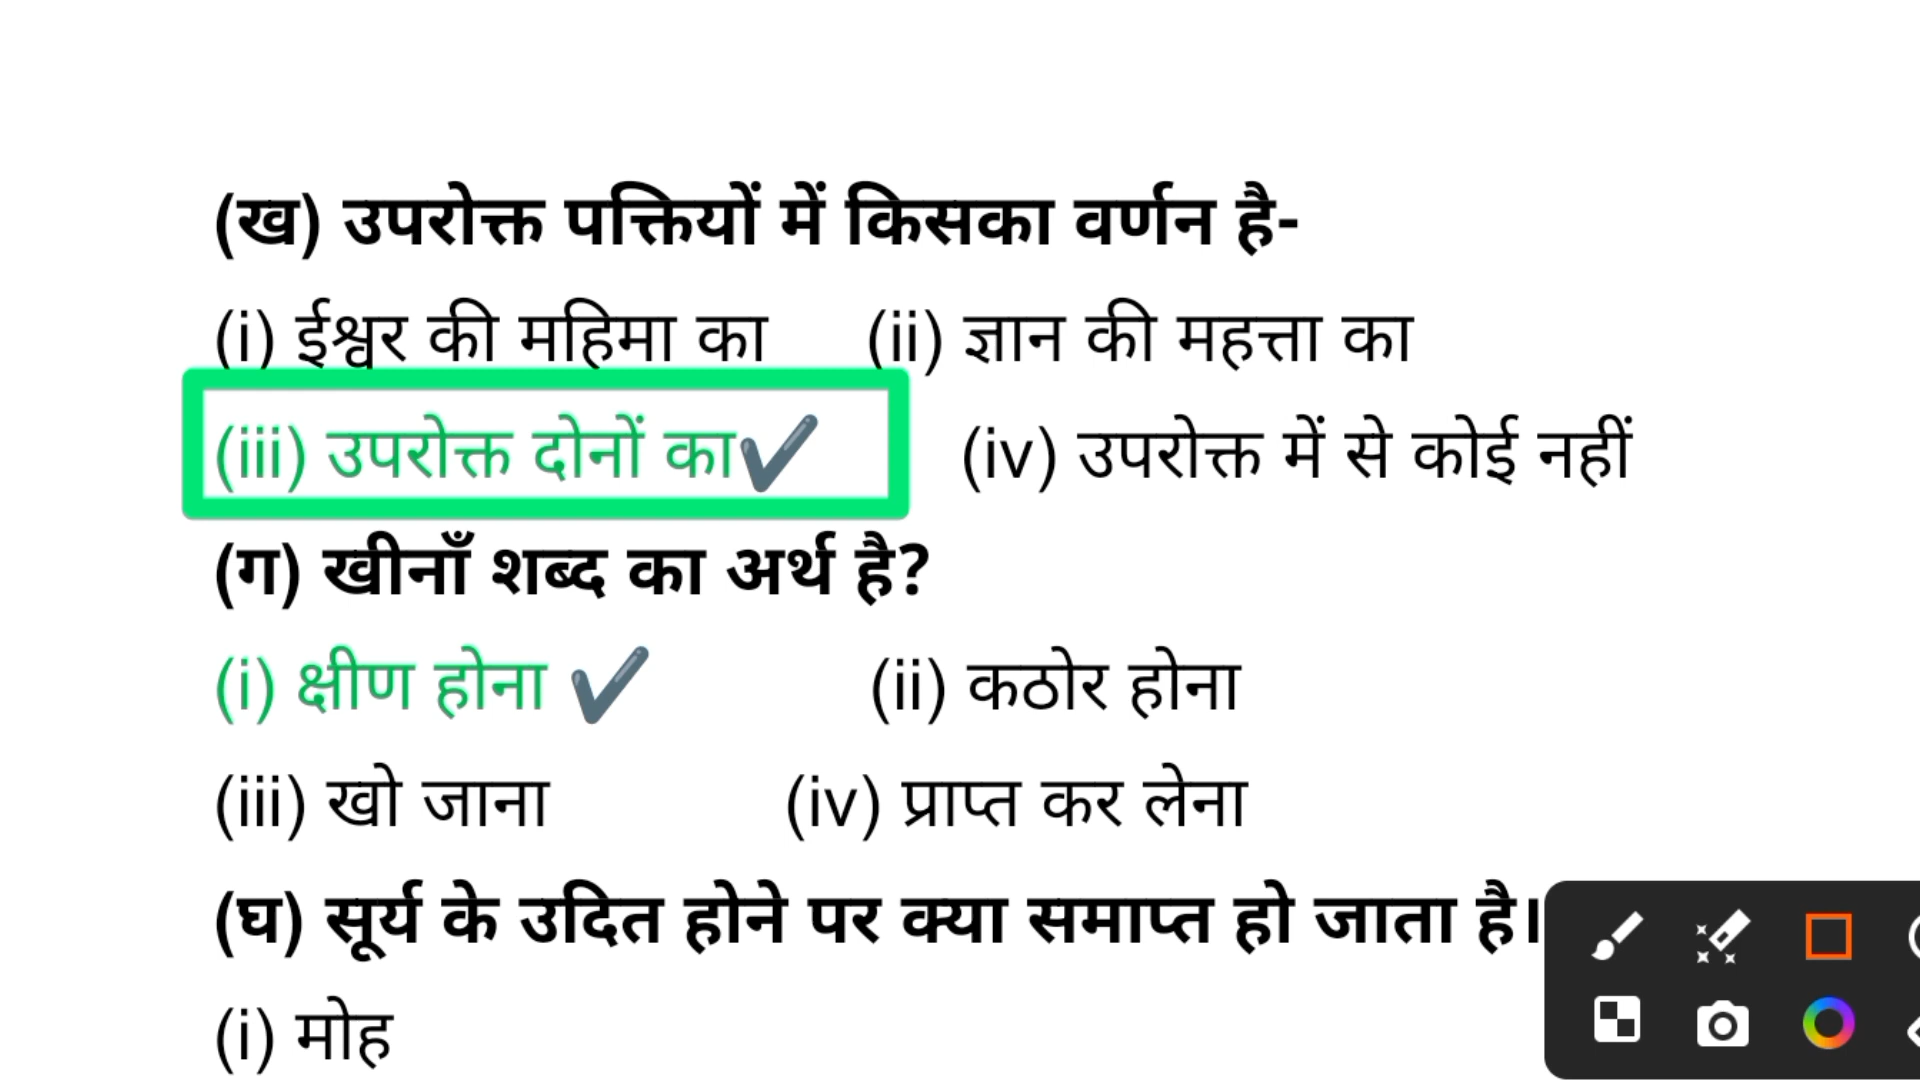 (ख) उपरोक्त पक्तियों में किसका वर्णन है-
(i) ईश्वर की महिमा का (ii) ज्ञान की महत्ता का
(iii) उपरोक्त दोनों का✔ (iv) उपरोक्त में से कोई नहीं
(ग) खीनाँ शब्द का अर्थ है?
(i) क्षीण होना ✔ (ii) कठोर होना
(iii) खो जाना (iv) प्राप्त कर लेना
(घ) सूर्य के उदित होने पर क्या समाप्त हो जाता है।
(i) मोह